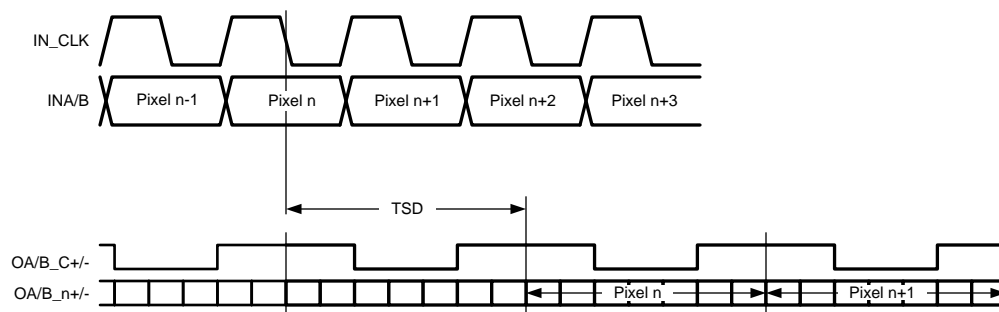 IN_CLK
INA/B
Pixel n-1
Pixel n
Pixel n+1
Pixel n+2
Pixel n+3
TSD
OA/B_C+/-
OA/B_n+/-
Pixel n
Pixel n+1